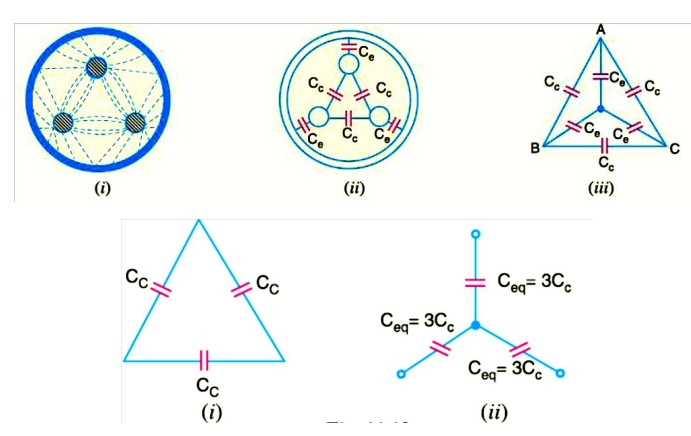 A
Ce
Cc Cc
Cc Ce Cc
Ce Cc Ce
Ce Ce
B C
Cc
(i) (ii) (iii)
CC CC
CC
Ceq= 3Cc
Ceq= 3Cc
Ceq= 3Cc
(i) (ii)